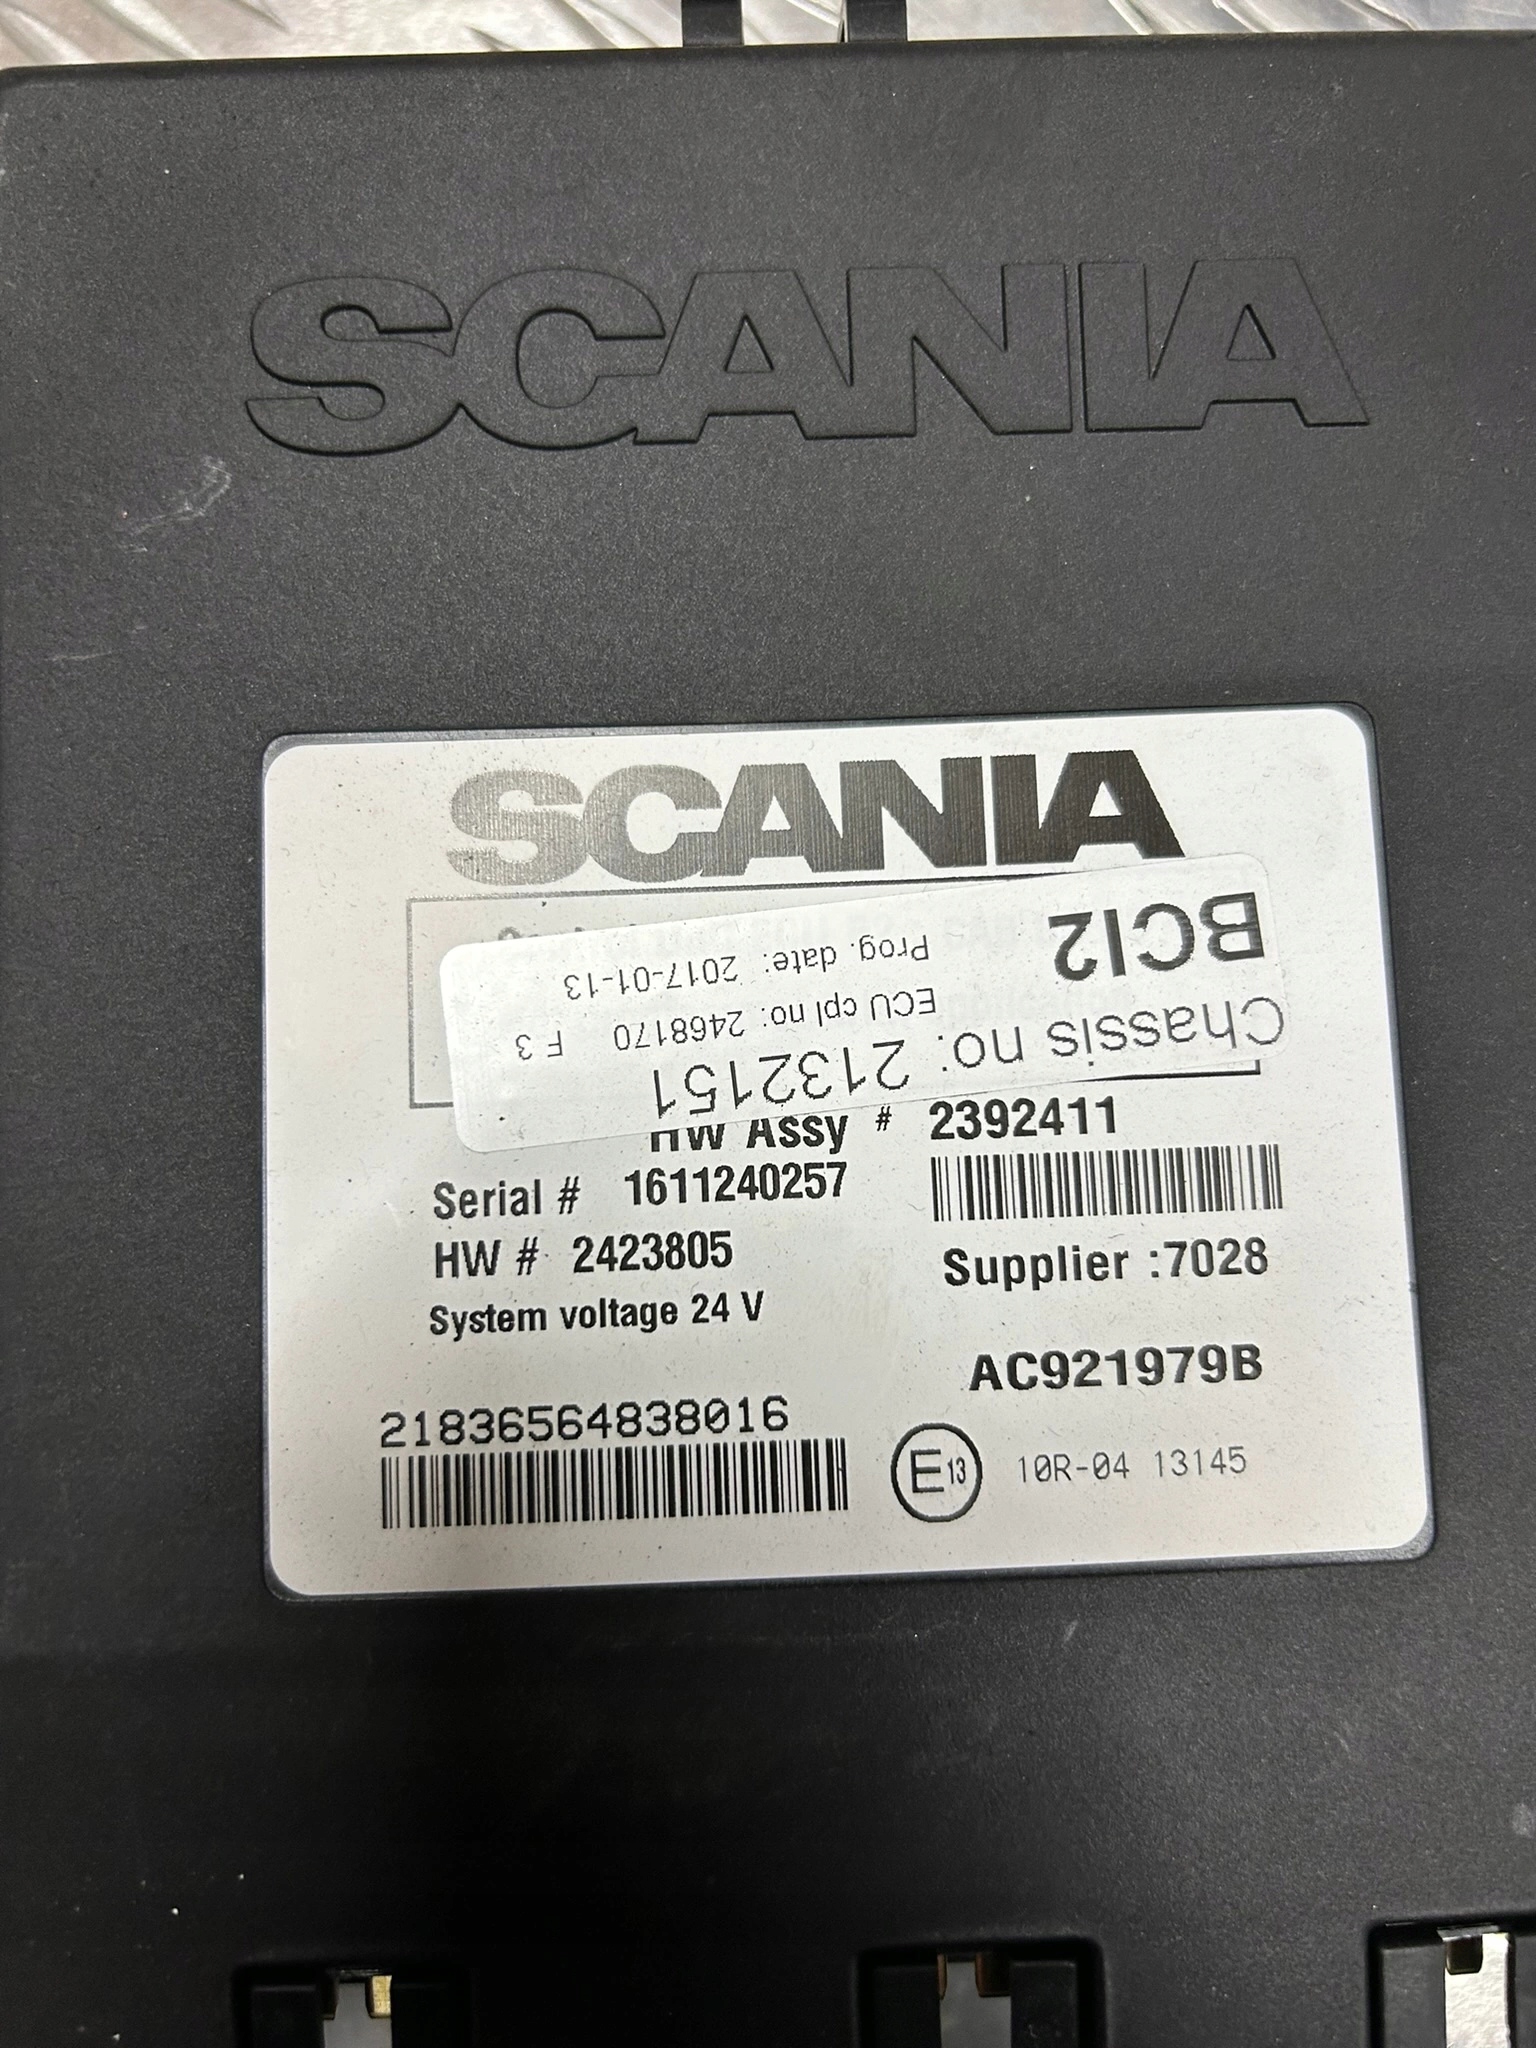 SCANIA
SCANIA
BCI2
Prog. date: 2017-01-13
ECU cpl no: 2468170 F 3
Chassis no: 2132151
HW Assy # 2392411
Serial # 1611240257
HW # 2423805
Supplier :7028
System voltage 24 V
AC921979B
21836564838016
E13 10R-04 13145